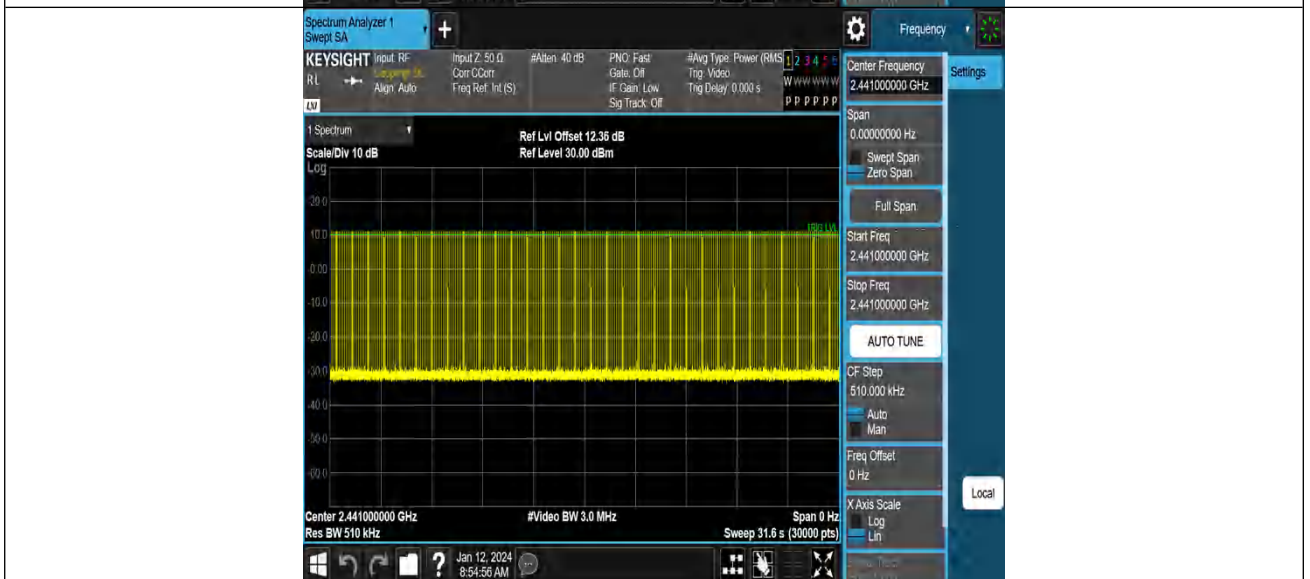 Spectrum Analyzer 1
Swept SA
+
Frequency
KEYSIGHT
RL
LXI
Input: RF
Coupling: DC
Align: Auto
Input Z: 50 Ω
Corr CCorr
Freq Ref: Int (S)
#Atten: 40 dB
PNO: Fast
Gate: Off
IF Gain: Low
Sig Track: Off
#Avg Type: Power (RMS
Trig: Video
Trig Delay: 0.000 s
1 2 3 4 5 6
W W W W W W
P P P P P P
Center Frequency
2.441000000 GHz
Settings
Span
0.00000000 Hz
Swept Span
Zero Span
Full Span
Start Freq
2.441000000 GHz
Stop Freq
2.441000000 GHz
AUTO TUNE
CF Step
510.000 kHz
Auto
Man
Freq Offset
0 Hz
X Axis Scale
Log
Lin
Local
1 Spectrum
Scale/Div 10 dB
Log
Ref Lvl Offset 12.36 dB
Ref Level 30.00 dBm
TRIG LVL
20.0
10.0
0.00
-10.0
-20.0
-30.0
-40.0
-50.0
-60.0
Center 2.441000000 GHz
#Video BW 3.0 MHz
Span 0 Hz
Res BW 510 kHz
Sweep 31.6 s (30000 pts)
?
Jan 12, 2024
8:54:56 AM